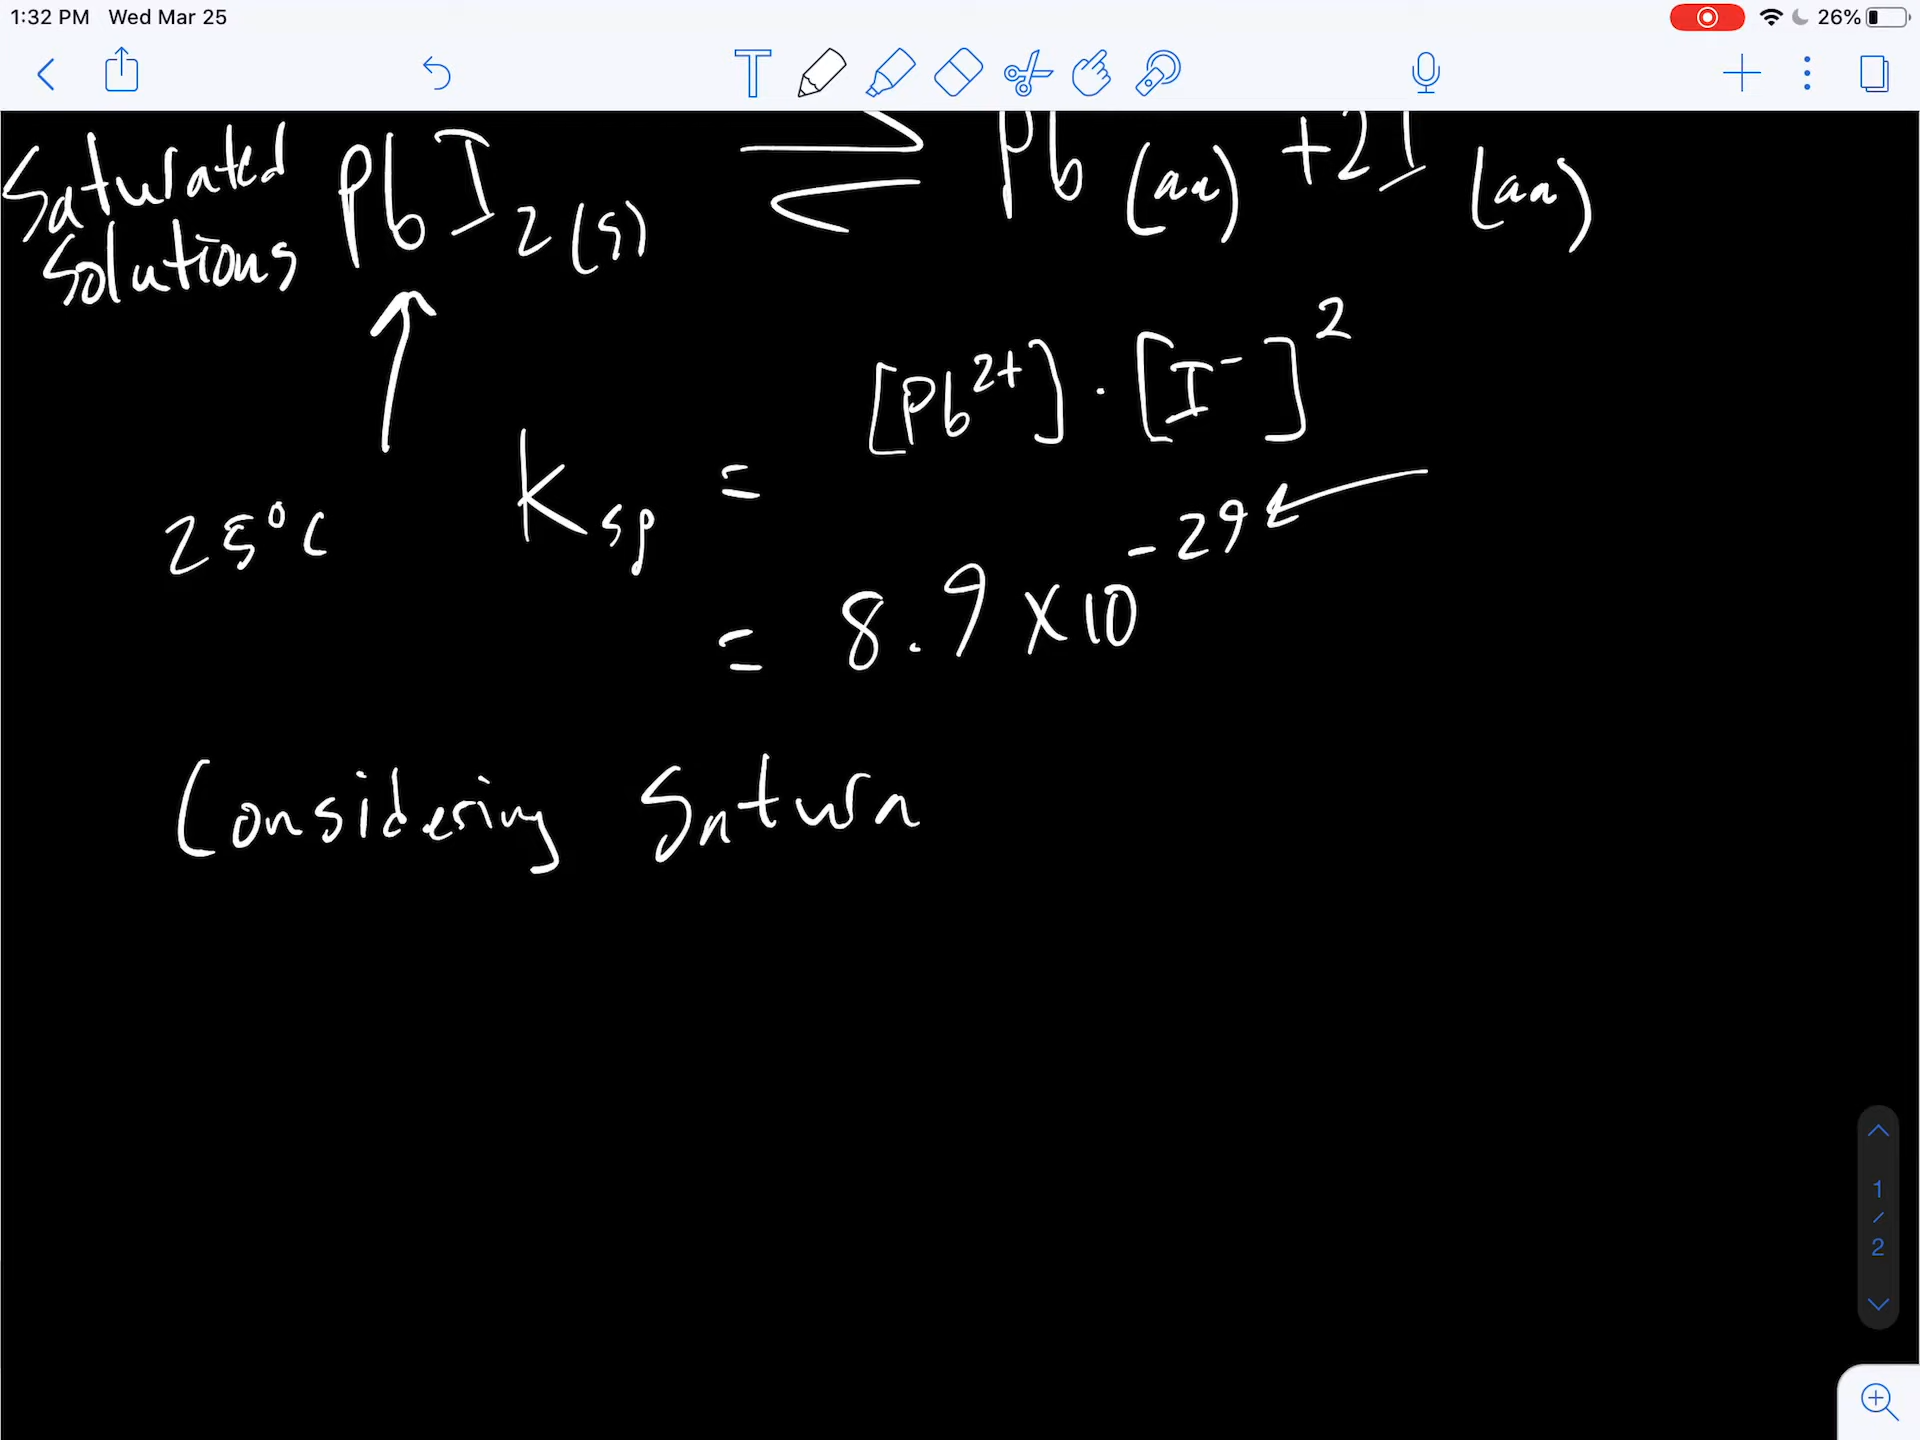 1:32 PM Wed Mar 25
26%
T
Saturated PbI2(s) ⇌ Pb(aq) + 2I(aq)
Solutions
[Pb²⁺] · [I⁻]²
25°C Ksp =
= 8.9 x 10⁻²⁹
Considering Satura
1
/
2